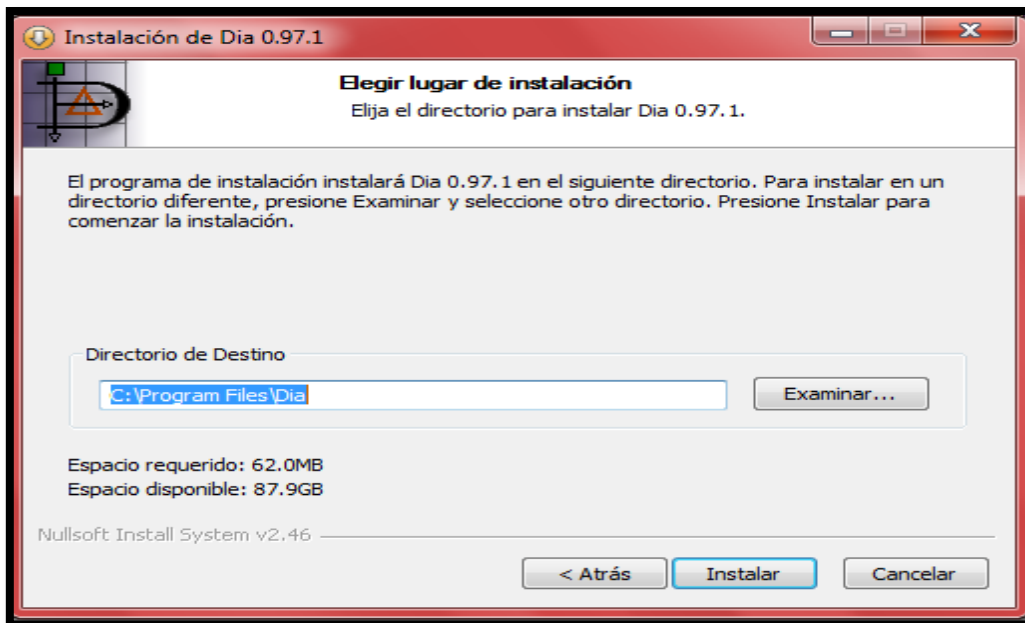 Instalación de Dia 0.97.1
Elegir lugar de instalación
Elija el directorio para instalar Dia 0.97.1.
El programa de instalación instalará Dia 0.97.1 en el siguiente directorio. Para instalar en un
directorio diferente, presione Examinar y seleccione otro directorio. Presione Instalar para
comenzar la instalación.
Directorio de Destino
C:\Program Files\Dia
Examinar...
Espacio requerido: 62.0MB
Espacio disponible: 87.9GB
Nullsoft Install System v2.46
< Atrás
Instalar
Cancelar